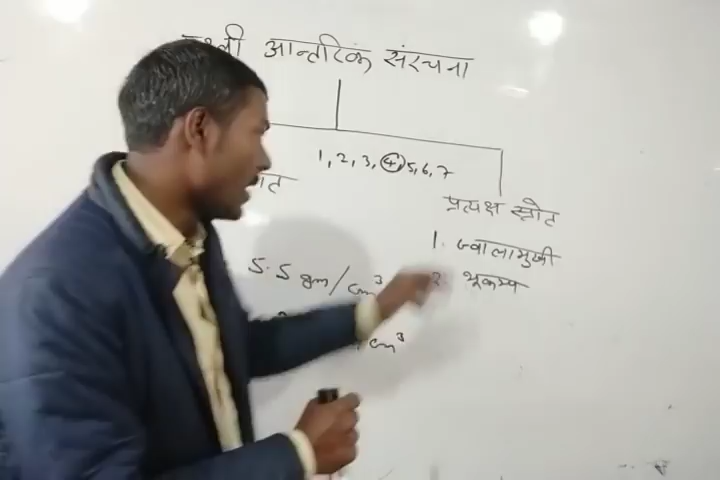 आन्तरिक संरचना
1, 2, 3, 4, 5, 6, 7
प्रत्यक्ष स्रोत
1. ज्वालामुखी
5.5 gm/cm³
2. भूकम्प
cm³